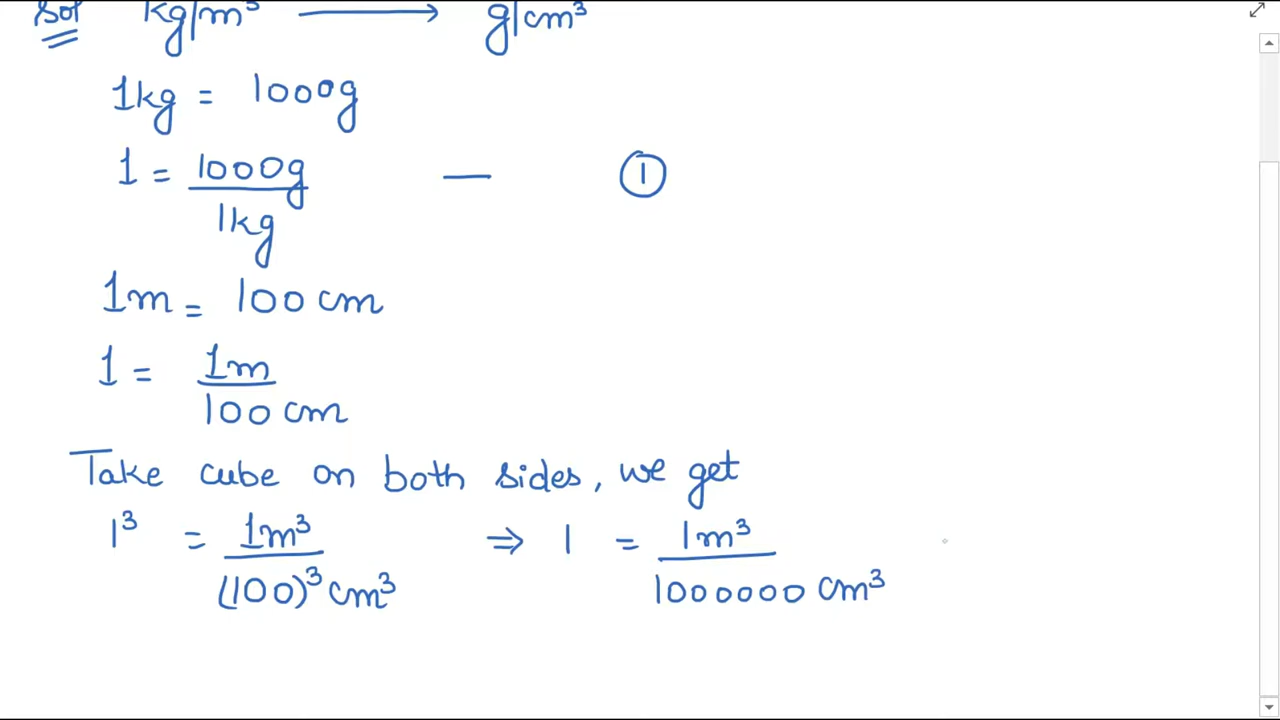 Sol kg/m³ ⟶ g/cm³
1kg = 1000g
1 = 1000g / 1kg — ①
1m = 100 cm
1 = 1m / 100 cm
Take cube on both sides, we get
1³ = 1m³ / (100)³ cm³ ⇒ 1 = 1m³ / 1000000 cm³